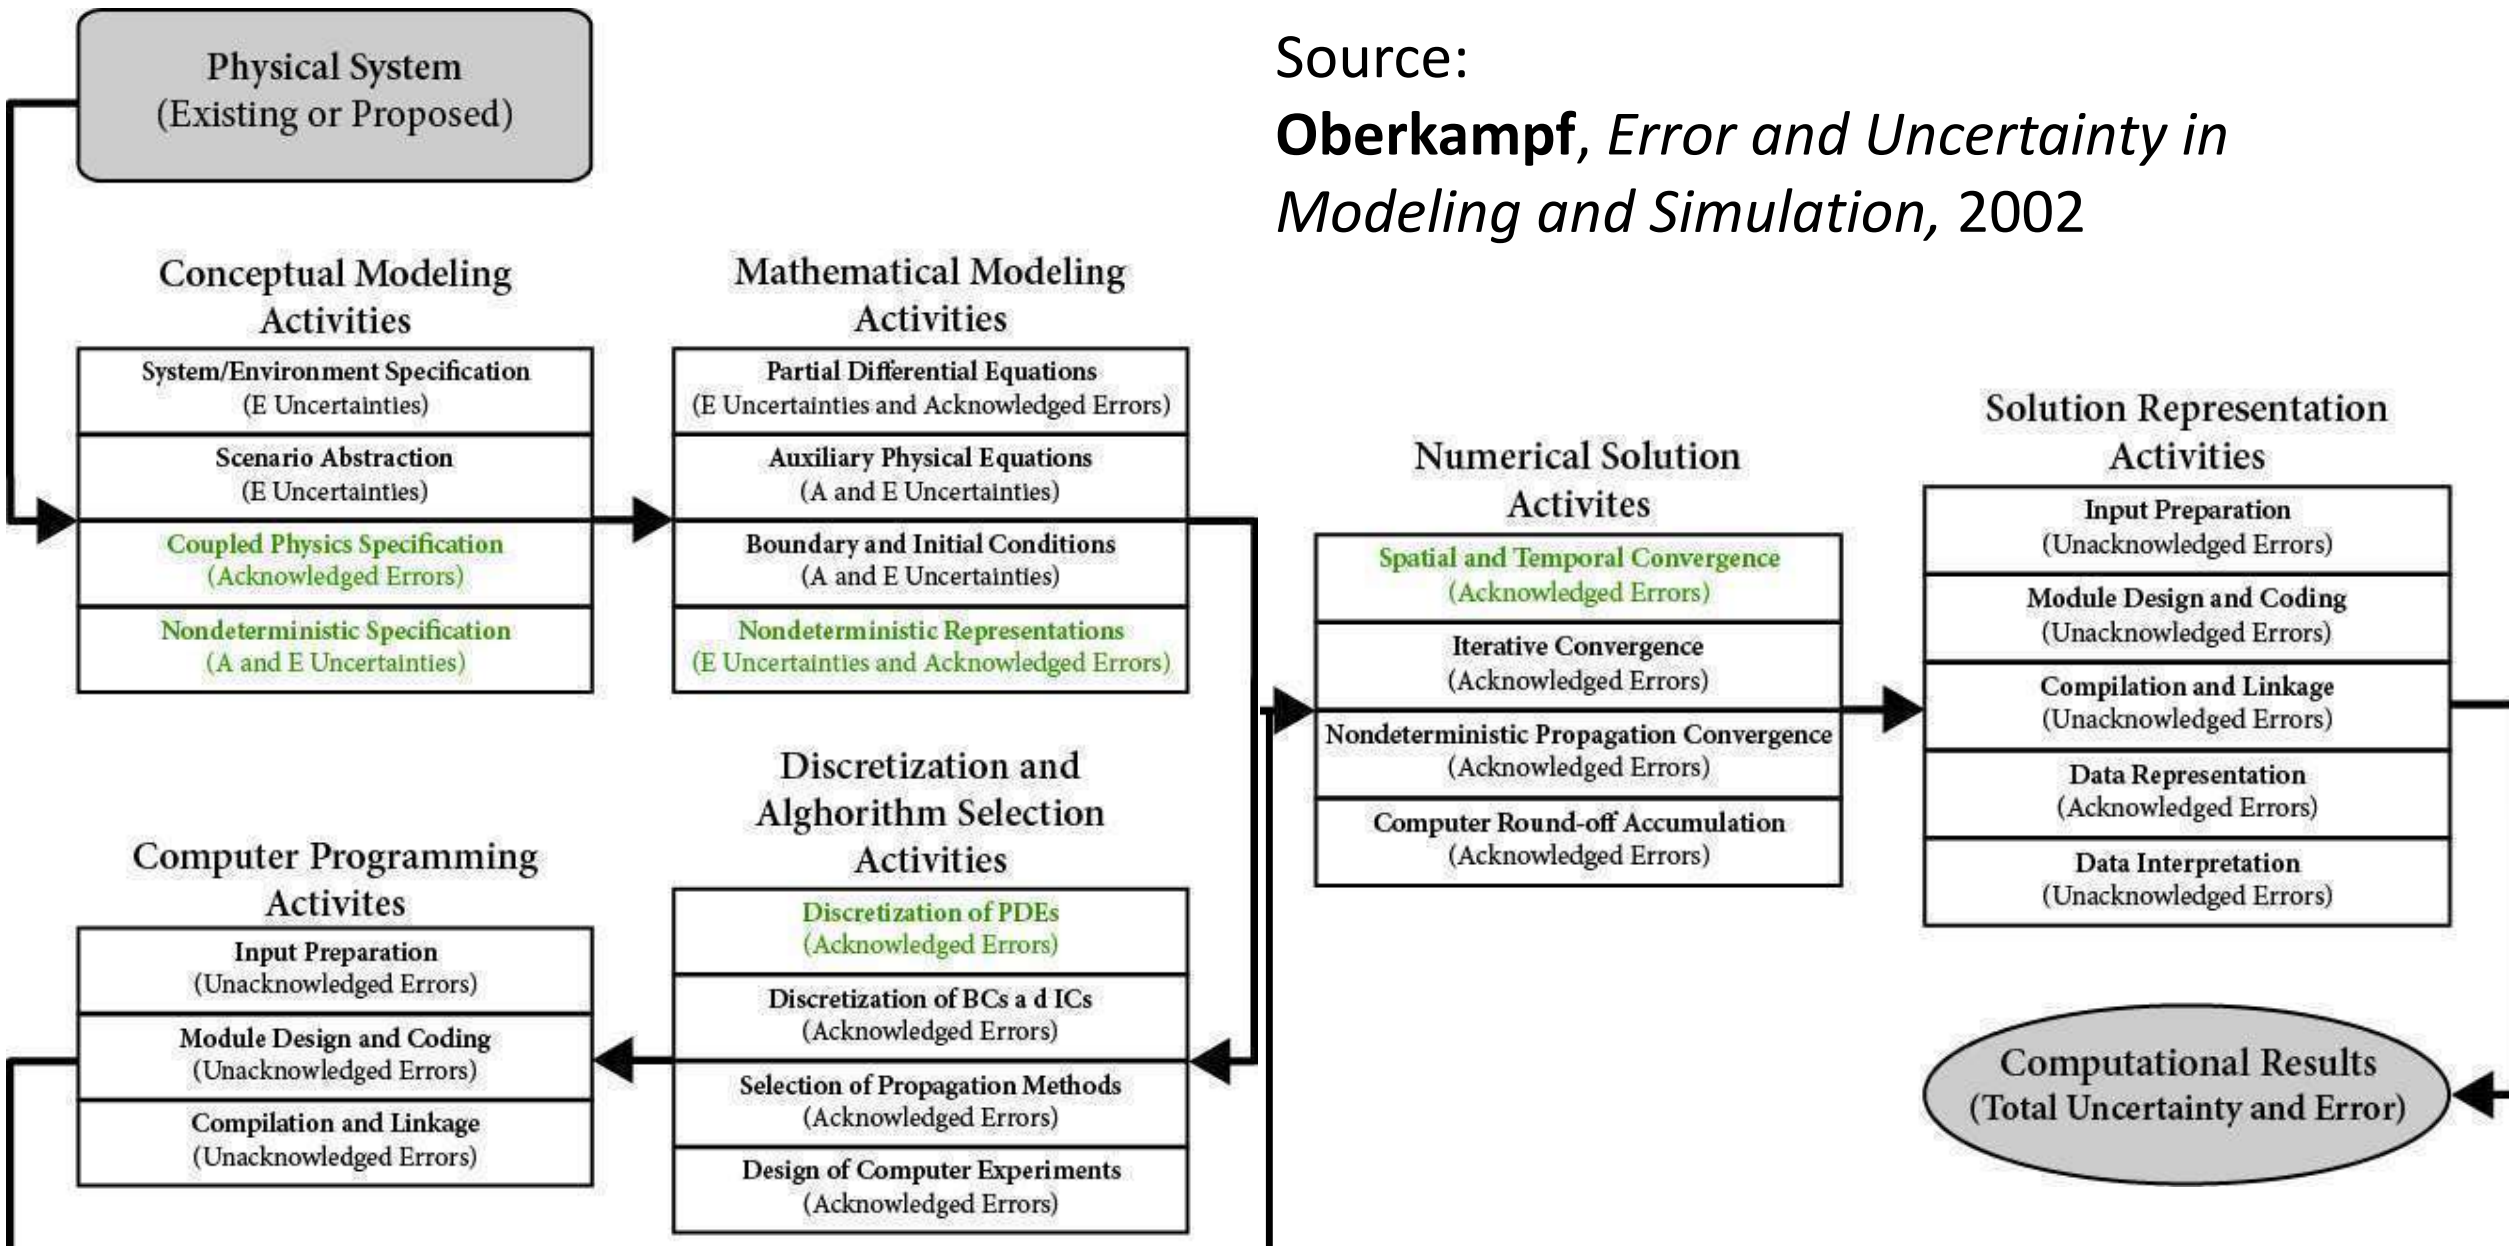 Physical System
(Existing or Proposed)
Source:
Oberkampf, Error and Uncertainty in
Modeling and Simulation, 2002
Conceptual Modeling
Activities
System/Environment Specification
(E Uncertainties)
Scenario Abstraction
(E Uncertainties)
Coupled Physics Specification
(Acknowledged Errors)
Nondeterministic Specification
(A and E Uncertainties)
Mathematical Modeling
Activities
Partial Differential Equations
(E Uncertainties and Acknowledged Errors)
Auxiliary Physical Equations
(A and E Uncertainties)
Boundary and Initial Conditions
(A and E Uncertainties)
Nondeterministic Representations
(E Uncertainties and Acknowledged Errors)
Discretization and
Alghorithm Selection
Activities
Discretization of PDEs
(Acknowledged Errors)
Discretization of BCs a d ICs
(Acknowledged Errors)
Selection of Propagation Methods
(Acknowledged Errors)
Design of Computer Experiments
(Acknowledged Errors)
Computer Programming
Activites
Input Preparation
(Unacknowledged Errors)
Module Design and Coding
(Unacknowledged Errors)
Compilation and Linkage
(Unacknowledged Errors)
Numerical Solution
Activites
Spatial and Temporal Convergence
(Acknowledged Errors)
Iterative Convergence
(Acknowledged Errors)
Nondeterministic Propagation Convergence
(Acknowledged Errors)
Computer Round-off Accumulation
(Acknowledged Errors)
Solution Representation
Activities
Input Preparation
(Unacknowledged Errors)
Module Design and Coding
(Unacknowledged Errors)
Compilation and Linkage
(Unacknowledged Errors)
Data Representation
(Acknowledged Errors)
Data Interpretation
(Unacknowledged Errors)
Computational Results
(Total Uncertainty and Error)